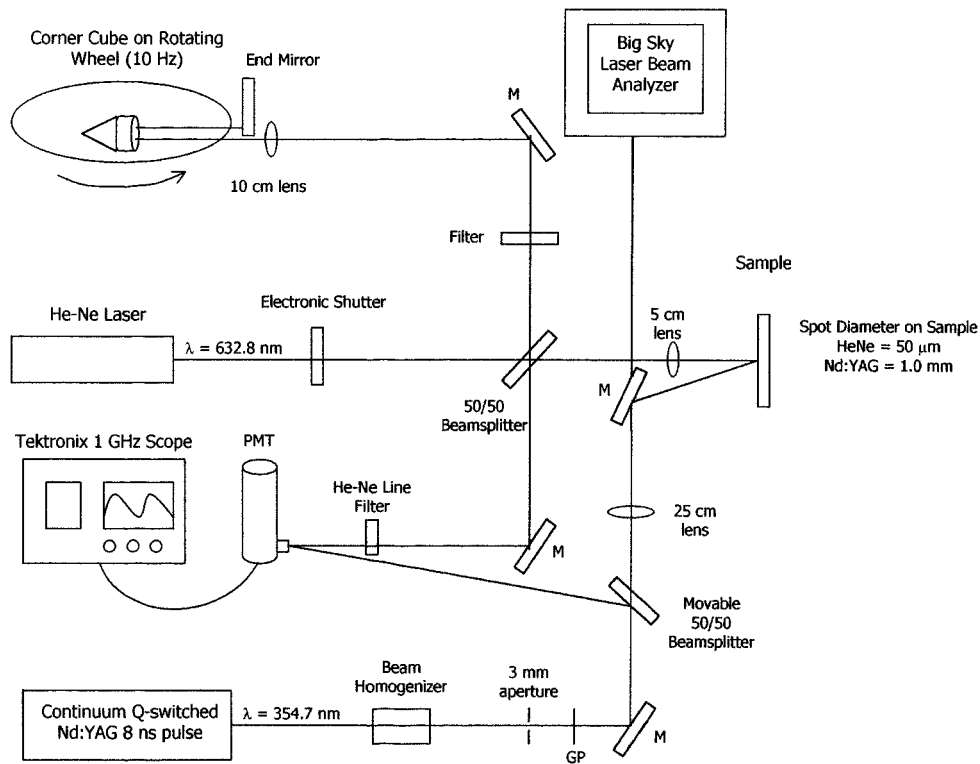 Corner Cube on Rotating
Wheel (10 Hz)
End Mirror
M
Big Sky
Laser Beam
Analyzer
10 cm lens
Filter
Sample
He-Ne Laser
Electronic Shutter
λ = 632.8 nm
5 cm
lens
Spot Diameter on Sample
HeNe = 50 μm
Nd:YAG = 1.0 mm
M
50/50
Beamsplitter
Tektronix 1 GHz Scope
PMT
He-Ne Line
Filter
25 cm
lens
M
Movable
50/50
Beamsplitter
Beam
Homogenizer
3 mm
aperture
Continuum Q-switched
Nd:YAG 8 ns pulse
λ = 354.7 nm
GP
M